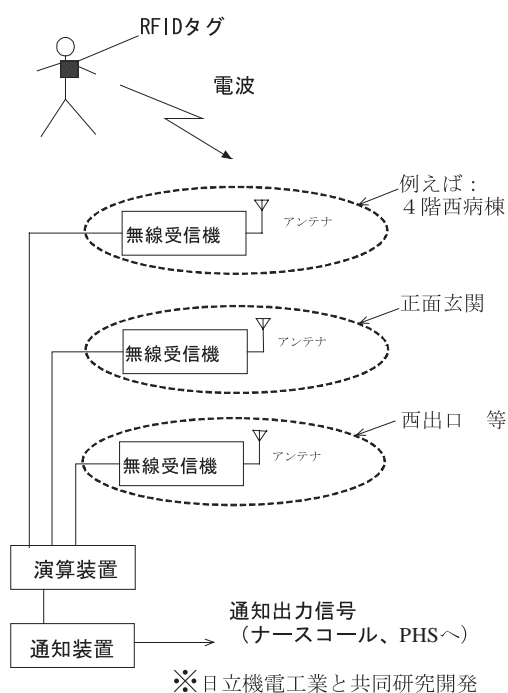 RFIDタグ
電波
例えば：
４階西病棟
無線受信機
アンテナ
正面玄関
無線受信機
アンテナ
西出口　等
無線受信機
アンテナ
演算装置
通知出力信号
（ナースコール、PHSへ）
通知装置
※日立機電工業と共同研究開発